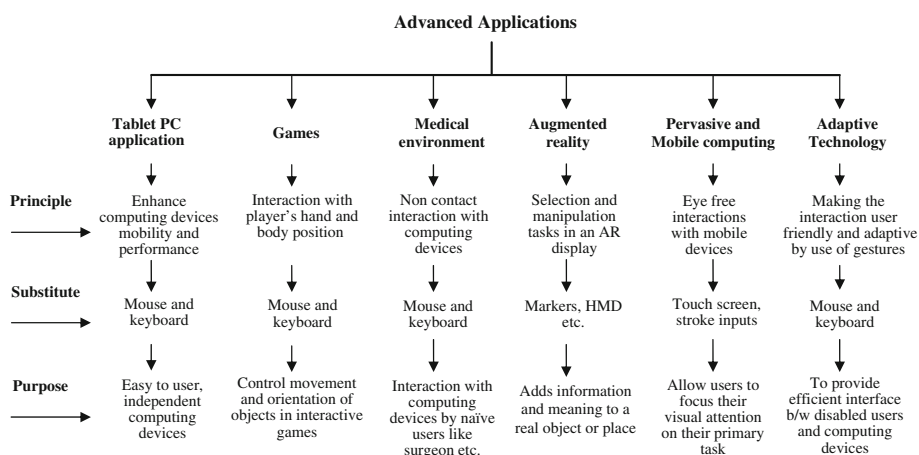 Advanced Applications
Tablet PC
application
Games
Medical
environment
Augmented
reality
Pervasive and
Mobile computing
Adaptive
Technology
Principle
Enhance
computing devices
mobility and
performance
Interaction with
player's hand and
body position
Non contact
interaction with
computing
devices
Selection and
manipulation
tasks in an AR
display
Eye free
interactions
with mobile
devices
Making the
interaction user
friendly and adaptive
by use of gestures
Substitute
Mouse and
keyboard
Mouse and
keyboard
Mouse and
keyboard
Markers, HMD
etc.
Touch screen,
stroke inputs
Mouse and
keyboard
Purpose
Easy to user,
independent
computing
devices
Control movement
and orientation of
objects in interactive
games
Interaction with
computing
devices by naïve
users like
surgeon etc.
Adds information
and meaning to a
real object or place
Allow users to
focus their
visual attention
on their primary
task
To provide
efficient interface
b/w disabled users
and computing
devices